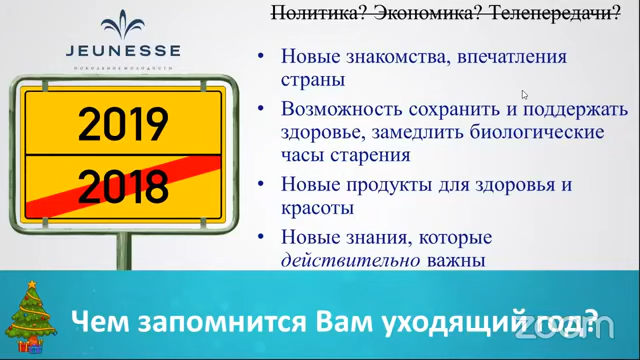 Политика? Экономика? Телепередачи?
JEUNESSE
ПОКОЛЕНИЕ МОЛОДОСТИ
• Новые знакомства, впечатления
страны
• Возможность сохранить и поддержать
здоровье, замедлить биологические
часы старения
• Новые продукты для здоровья и
красоты
• Новые знания, которые
действительно важны
2019
2018
Чем запомнится Вам уходящий год?
zoom